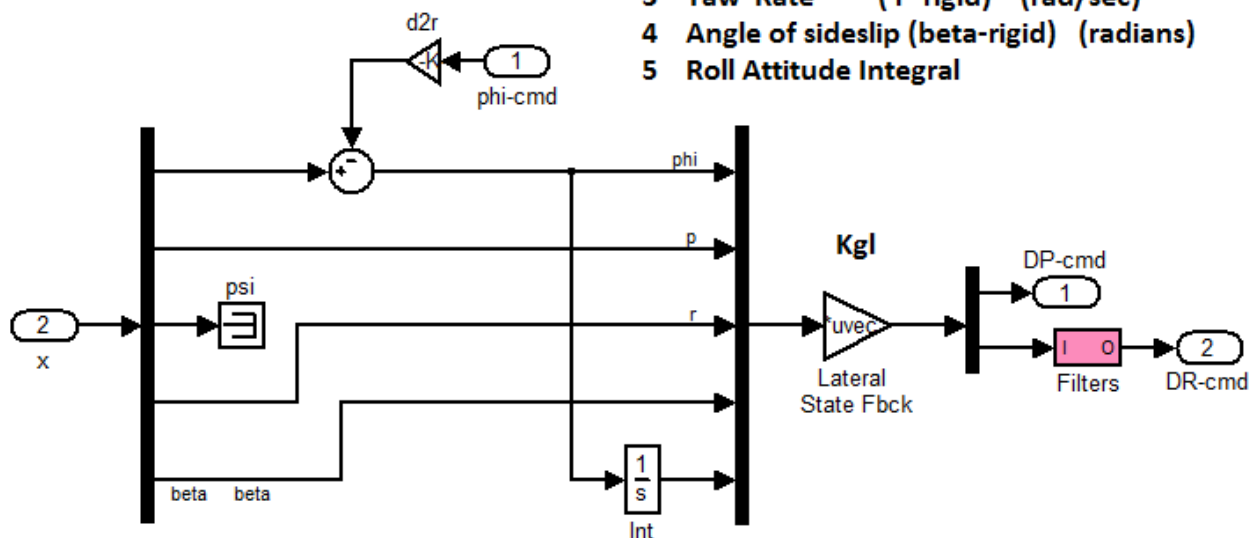 d2r
4 Angle of sideslip (beta-rigid) (radians)
-K
1
phi-cmd
5 Roll Attitude Integral
phi
+
-
p
Kgl
psi
DP-cmd
1
2
x
r
*uvec
Lateral
State Fbck
I O
Filters
2
DR-cmd
beta beta
1
s
Int